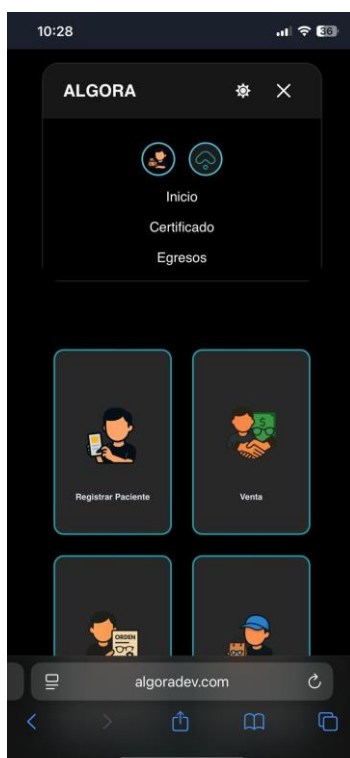 10:28
36
ALGORA
Inicio
Certificado
Egresos
$
Registrar Paciente
Venta
ORDEN
algoradev.com